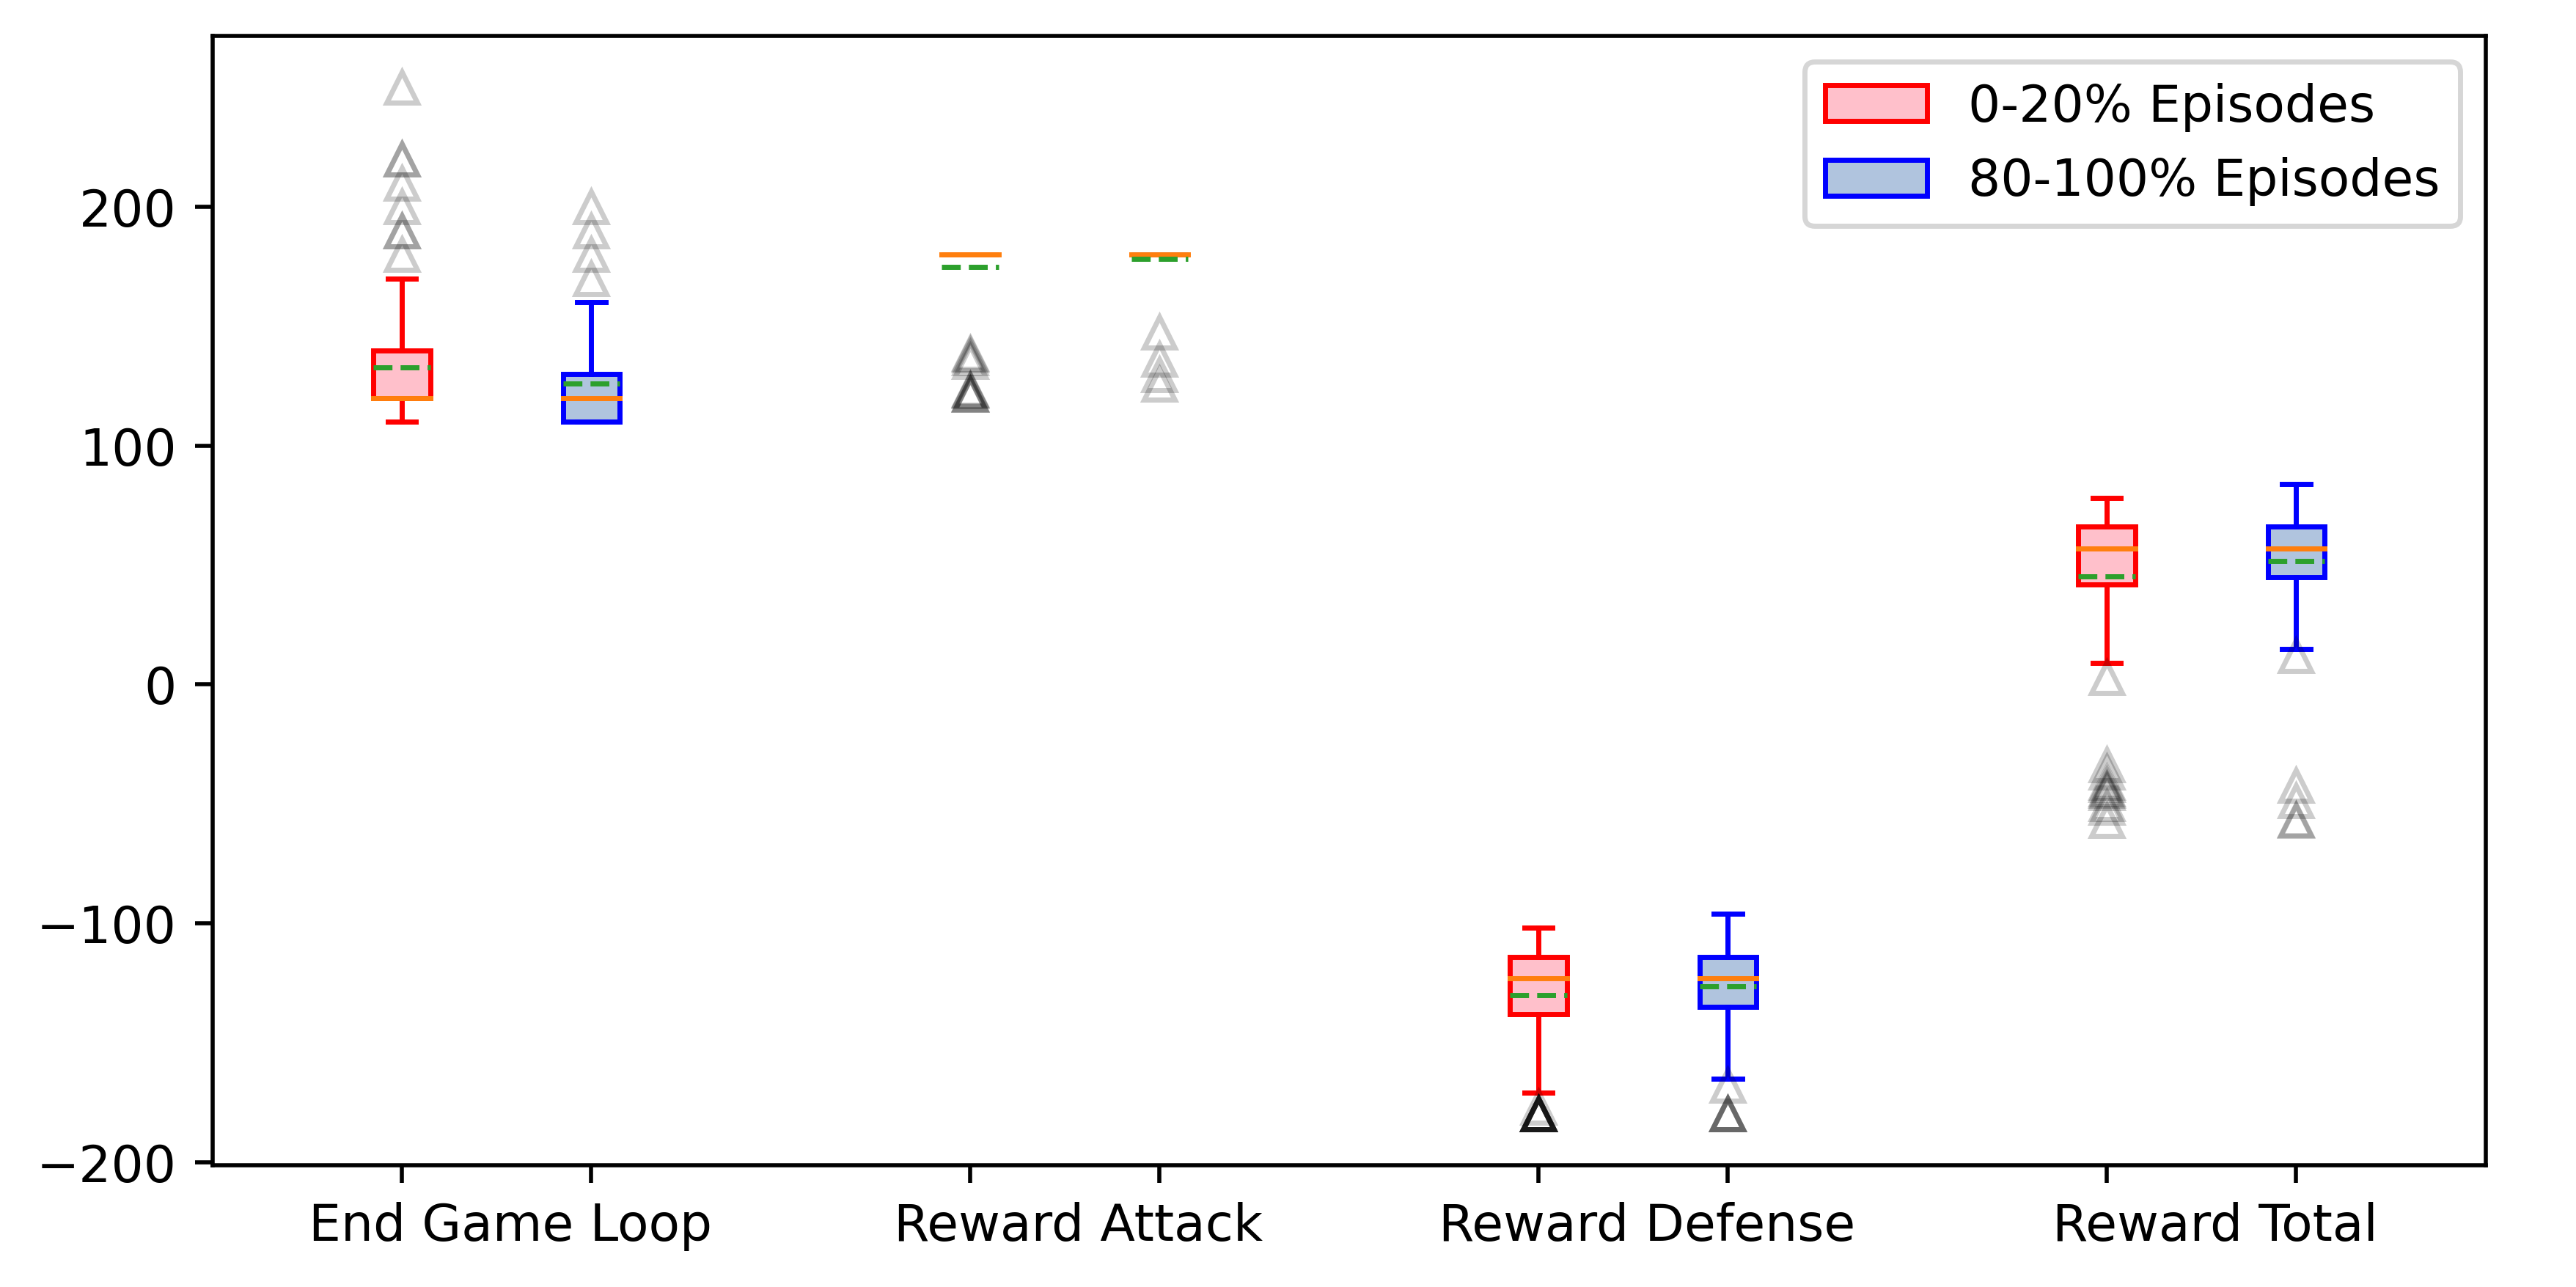 0-20% Episodes
80-100% Episodes
200
100
0
−100
−200
End Game Loop
Reward Attack
Reward Defense
Reward Total